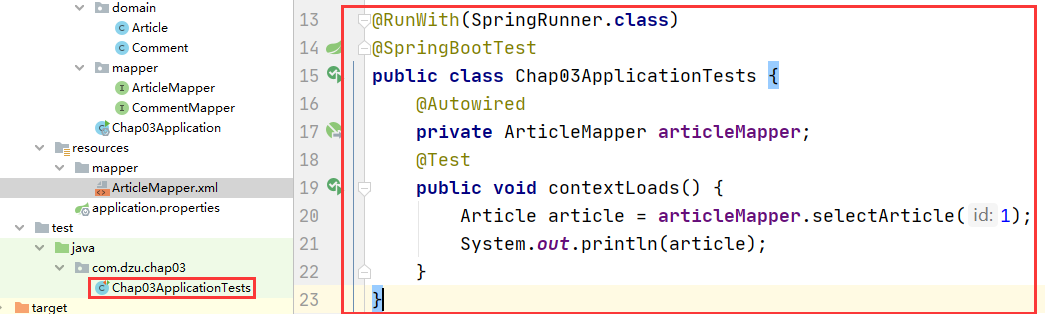 domain
Article
Comment
mapper
ArticleMapper
CommentMapper
Chap03Application
resources
mapper
ArticleMapper.xml
application.properties
test
java
com.dzu.chap03
Chap03ApplicationTests
target
13 @RunWith(SpringRunner.class)
14 @SpringBootTest
15 public class Chap03ApplicationTests {
16 @Autowired
17 private ArticleMapper articleMapper;
18 @Test
19 public void contextLoads() {
20 Article article = articleMapper.selectArticle( id: 1);
21 System.out.println(article);
22 }
23 }